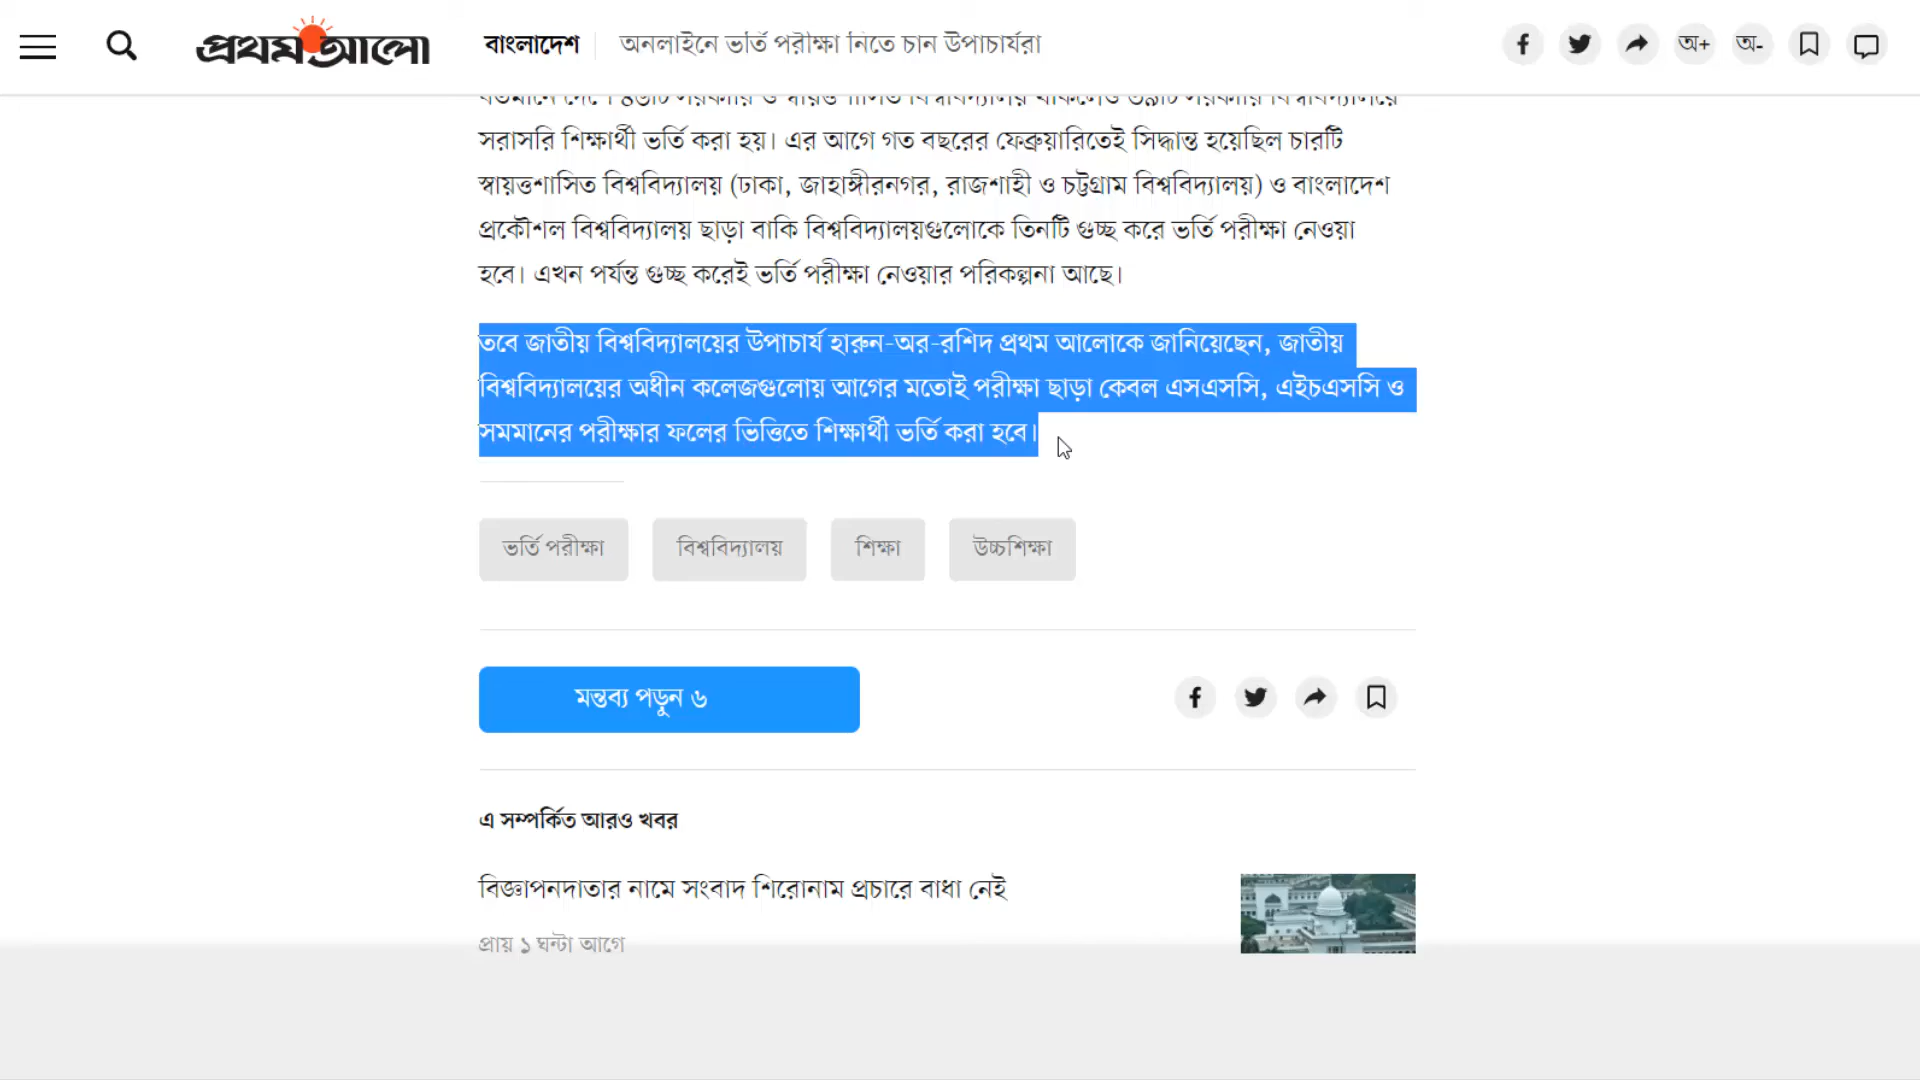 প্রথম আলো
বাংলাদেশ
অনলাইনে ভর্তি পরীক্ষা নিতে চান উপাচার্যরা
অ+
অ-
সরাসরি শিক্ষার্থী ভর্তি করা হয়। এর আগে গত বছরের ফেব্রুয়ারিতেই সিদ্ধান্ত হয়েছিল চারটি
স্বায়ত্তশাসিত বিশ্ববিদ্যালয় (ঢাকা, জাহাঙ্গীরনগর, রাজশাহী ও চট্টগ্রাম বিশ্ববিদ্যালয়) ও বাংলাদেশ
প্রকৌশল বিশ্ববিদ্যালয় ছাড়া বাকি বিশ্ববিদ্যালয়গুলোকে তিনটি গুচ্ছ করে ভর্তি পরীক্ষা নেওয়া
হবে। এখন পর্যন্ত গুচ্ছ করেই ভর্তি পরীক্ষা নেওয়ার পরিকল্পনা আছে।
তবে জাতীয় বিশ্ববিদ্যালয়ের উপাচার্য হারুন-অর-রশিদ প্রথম আলোকে জানিয়েছেন, জাতীয়
বিশ্ববিদ্যালয়ের অধীন কলেজগুলোয় আগের মতোই পরীক্ষা ছাড়া কেবল এসএসসি, এইচএসসি ও
সমমানের পরীক্ষার ফলের ভিত্তিতে শিক্ষার্থী ভর্তি করা হবে।
ভর্তি পরীক্ষা
বিশ্ববিদ্যালয়
শিক্ষা
উচ্চশিক্ষা
মন্তব্য পড়ুন ৬
এ সম্পর্কিত আরও খবর
বিজ্ঞাপনদাতার নামে সংবাদ শিরোনাম প্রচারে বাধা নেই
প্রায় ১ ঘন্টা আগে